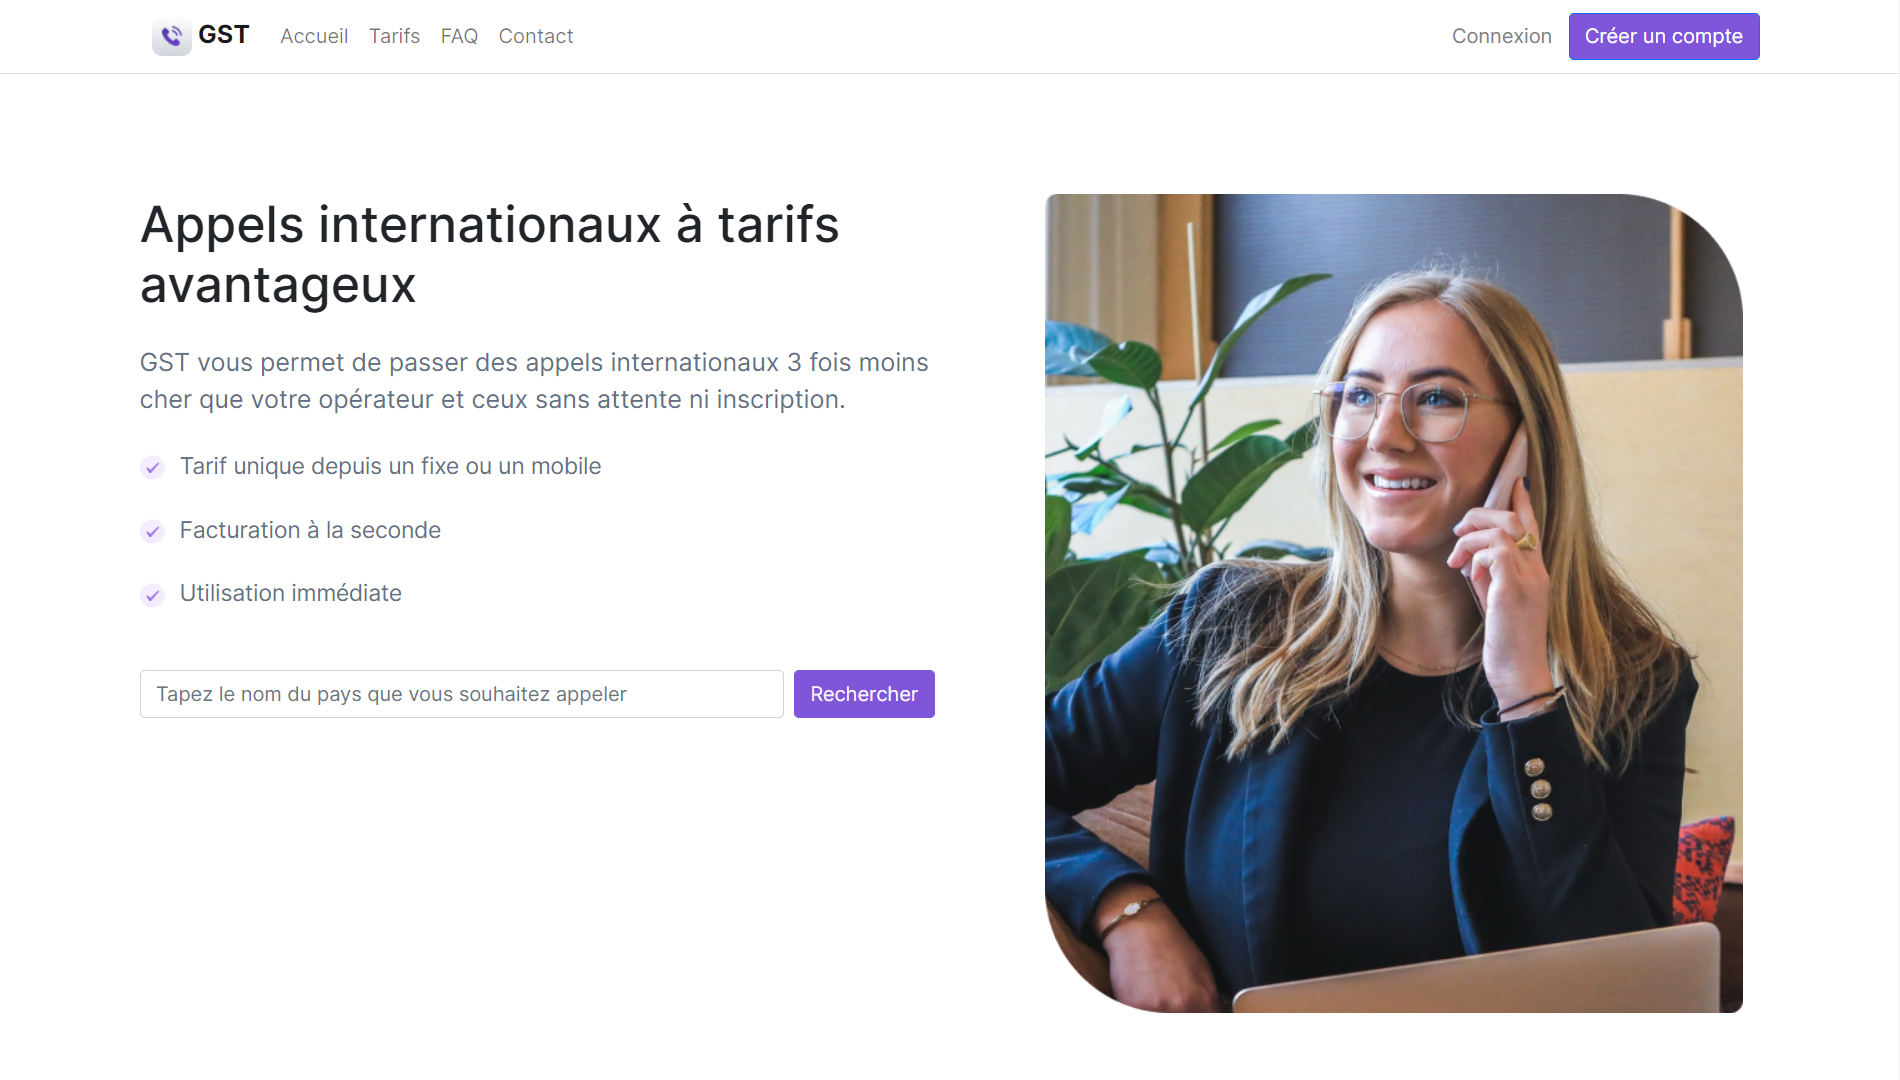 GST
Accueil
Tarifs
FAQ
Contact
Connexion
Créer un compte
Appels internationaux à tarifs
avantageux
GST vous permet de passer des appels internationaux 3 fois moins
cher que votre opérateur et ceux sans attente ni inscription.
Tarif unique depuis un fixe ou un mobile
Facturation à la seconde
Utilisation immédiate
Tapez le nom du pays que vous souhaitez appeler
Rechercher